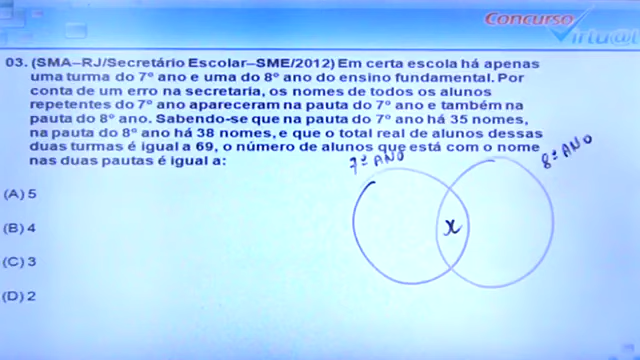 Concurso
Virtu@l
03. (SMA–RJ/Secretário Escolar–SME/2012) Em certa escola há apenas
uma turma do 7º ano e uma do 8º ano do ensino fundamental. Por
conta de um erro na secretaria, os nomes de todos os alunos
repetentes do 7º ano apareceram na pauta do 7º ano e também na
pauta do 8º ano. Sabendo-se que na pauta do 7º ano há 35 nomes,
na pauta do 8º ano há 38 nomes, e que o total real de alunos dessas
duas turmas é igual a 69, o número de alunos que está com o nome
nas duas pautas é igual a:
7º ANO
8º ANO
(A) 5
(B) 4
x
(C) 3
(D) 2